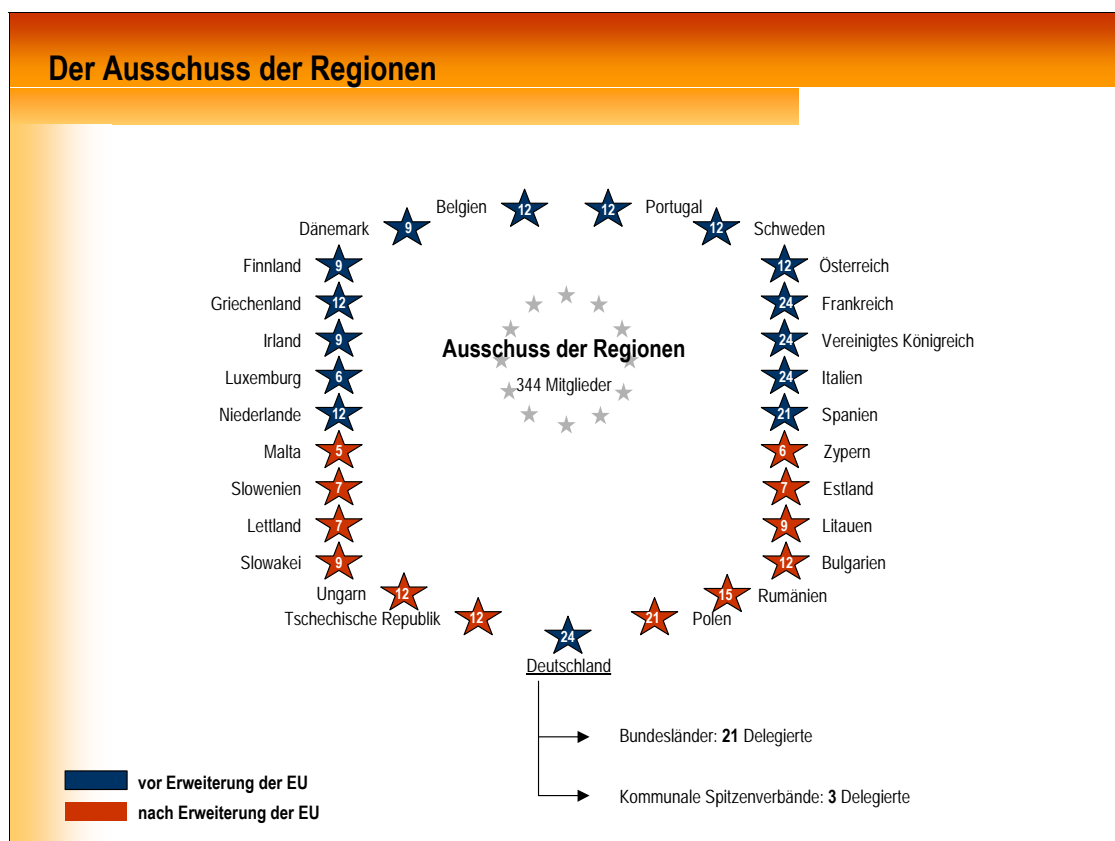 Der Ausschuss der Regionen
Belgien 12 12 Portugal
Dänemark 9 12 Schweden
Finnland 9 12 Österreich
Griechenland 12 24 Frankreich
Irland 9 24 Vereinigtes Königreich
Ausschuss der Regionen
Luxemburg 6 24 Italien
344 Mitglieder
Niederlande 12 21 Spanien
Malta 5 6 Zypern
Slowenien 7 7 Estland
Lettland 7 9 Litauen
Slowakei 9 12 Bulgarien
Ungarn 12 15 Rumänien
Tschechische Republik 12 21 Polen
24
Deutschland
Bundesländer: 21 Delegierte
vor Erweiterung der EU
Kommunale Spitzenverbände: 3 Delegierte
nach Erweiterung der EU